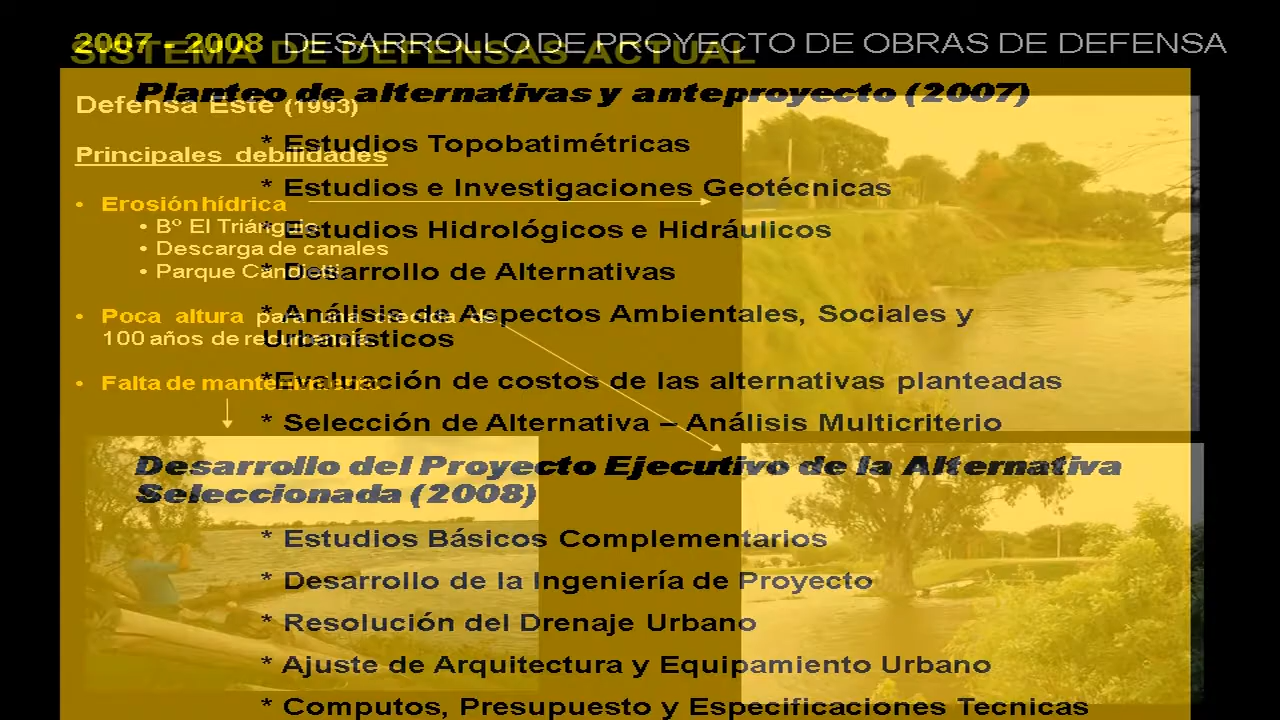 2007 - 2008 DESARROLLO DE PROYECTO DE OBRAS DE DEFENSA
SISTEMA DE DEFENSAS ACTUAL
Planteo de alternativas y anteproyecto (2007)
* Estudios Topobatimétricas
* Estudios e Investigaciones Geotécnicas
* Estudios Hidrológicos e Hidráulicos
* Desarrollo de Alternativas
* Análisis de Aspectos Ambientales, Sociales y
Urbanísticos
*Evaluación de costos de las alternativas planteadas
* Selección de Alternativa – Análisis Multicriterio
Desarrollo del Proyecto Ejecutivo de la Alternativa
Seleccionada (2008)
* Estudios Básicos Complementarios
* Desarrollo de la Ingeniería de Proyecto
* Resolución del Drenaje Urbano
* Ajuste de Arquitectura y Equipamiento Urbano
* Computos, Presupuesto y Especificaciones Tecnicas
Defensa Este (1993)
Principales debilidades
• Erosión hídrica
• Bº El Triángulo
• Descarga de canales
• Parque Candioti
• Poca altura para una crecida de
100 años de recurrencia
• Falta de mantenimiento